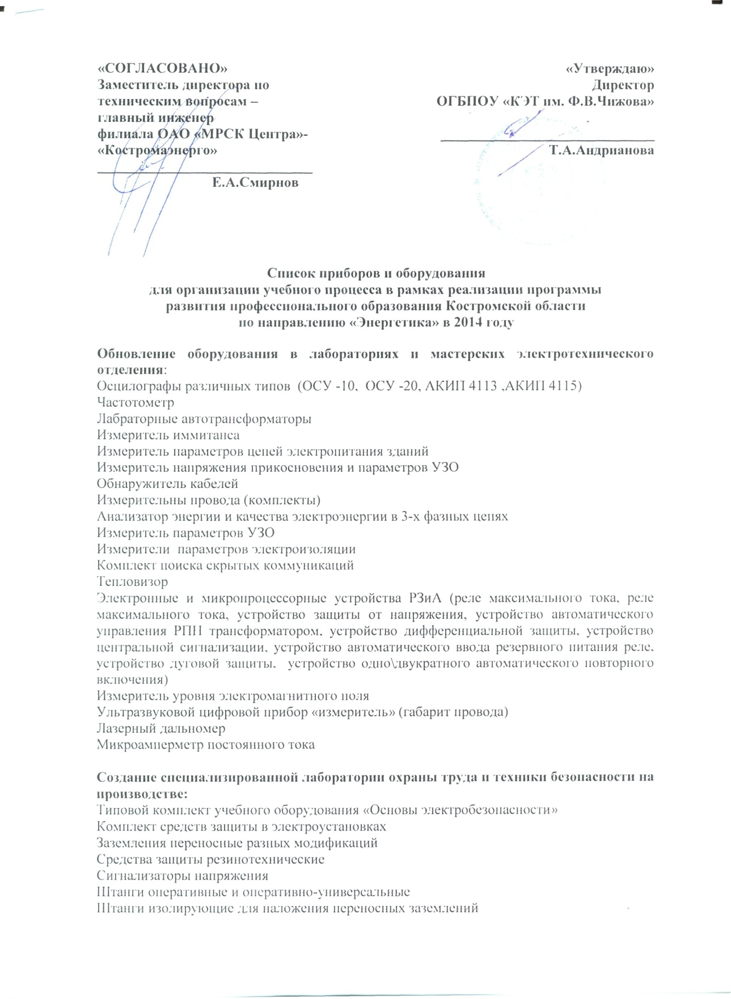 «СОГЛАСОВАНО»
Заместитель директора по
техническим вопросам –
главный инженер
филиала ОАО «МРСК Центра»-
«Костромаэнерго»
Е.А.Смирнов
«Утверждаю»
Директор
ОГБПОУ «КЭТ им. Ф.В.Чижова»
Т.А.Андрианова
Список приборов и оборудования
для организации учебного процесса в рамках реализации программы
развития профессионального образования Костромской области
по направлению «Энергетика» в 2014 году
Обновление оборудования в лабораториях и мастерских электротехнического
отделения:
Осцилографы различных типов (ОСУ -10, ОСУ -20, АКИП 4113 ,АКИП 4115)
Частотометр
Лабраторные автотрансформаторы
Измеритель иммитанса
Измеритель параметров цепей электропитания зданий
Измеритель напряжения прикосновения и параметров УЗО
Обнаружитель кабелей
Измерительны провода (комплекты)
Анализатор энергии и качества электроэнергии в 3-х фазных цепях
Измеритель параметров УЗО
Измерители параметров электроизоляции
Комплект поиска скрытых коммуникаций
Тепловизор
Электронные и микропроцессорные устройства РЗиА (реле максимального тока, реле
максимального тока, устройство защиты от напряжения, устройство автоматического
управления РПН трансформатором, устройство дифференциальной защиты, устройство
центральной сигнализации, устройство автоматического ввода резервного питания реле,
устройство дуговой защиты, устройство одно\двукратного автоматического повторного
включения)
Измеритель уровня электромагнитного поля
Ультразвуковой цифровой прибор «измеритель» (габарит провода)
Лазерный дальномер
Микроамперметр постоянного тока
Создание специализированной лаборатории охраны труда и техники безопасности на
производстве:
Типовой комплект учебного оборудования «Основы электробезопасности»
Комплект средств защиты в электроустановках
Заземления переносные разных модификаций
Средства защиты резинотехнические
Сигнализаторы напряжения
Штанги оперативные и оперативно-универсальные
Штанги изолирующие для наложения переносных заземлений